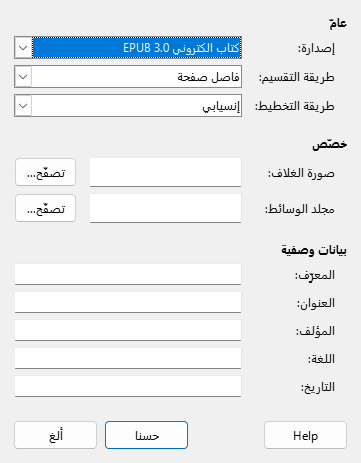 عامّ
إصدارة: كتاب الكتروني EPUB 3.0
طريقة التقسيم: فاصل صفحة
طريقة التخطيط: إنسيابي
خصّص
صورة الغلاف: تصفّح...
مجلد الوسائط: تصفّح...
بيانات وصفية
المعرّف:
العنوان:
المؤلف:
اللغة:
التاريخ:
Help حسنا ألغ